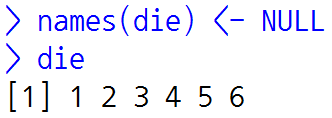 > names(die) <- NULL
> die
[1] 1 2 3 4 5 6